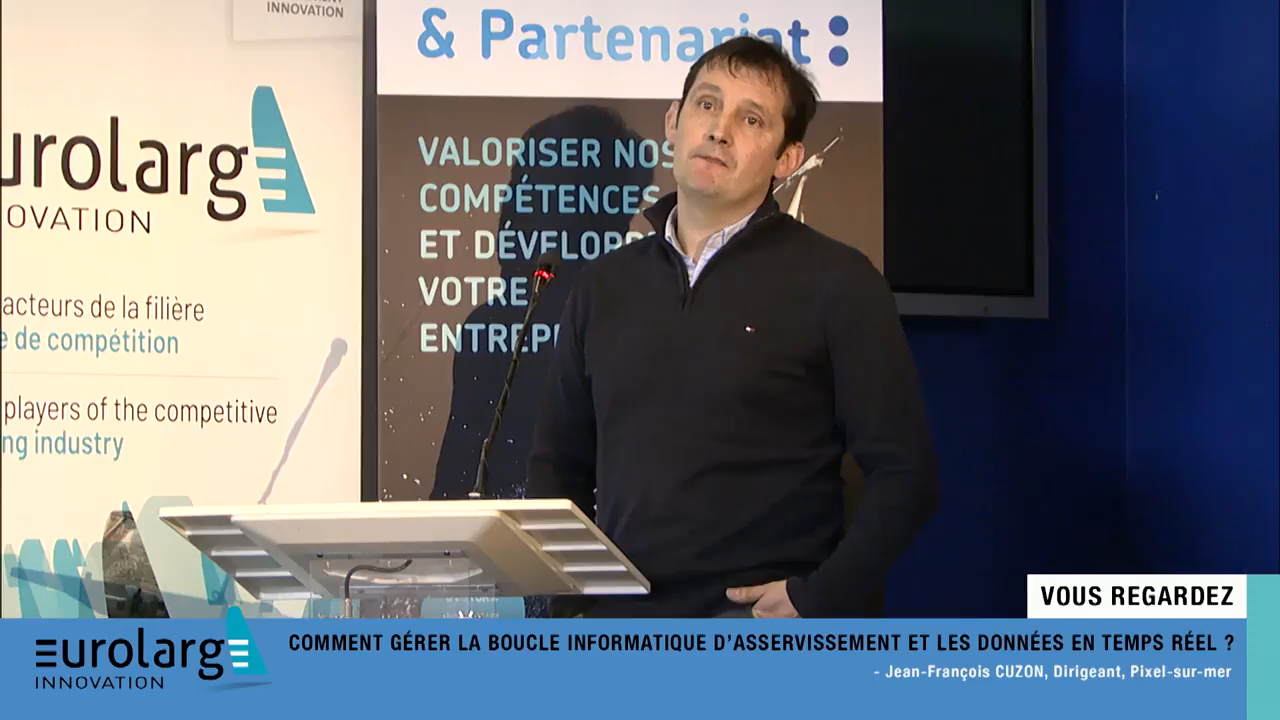 INNOVATION
& Partenariat :
VALORISER NOS
COMPÉTENCES
ET DÉVELOPP
VOTRE
ENTREPR
urolarg
OVATION
acteurs de la filière
e de compétition
players of the competitive
ng industry
VOUS REGARDEZ
Eurolarge
INNOVATION
COMMENT GÉRER LA BOUCLE INFORMATIQUE D'ASSERVISSEMENT ET LES DONNÉES EN TEMPS RÉEL ?
- Jean-François CUZON, Dirigeant, Pixel-sur-mer